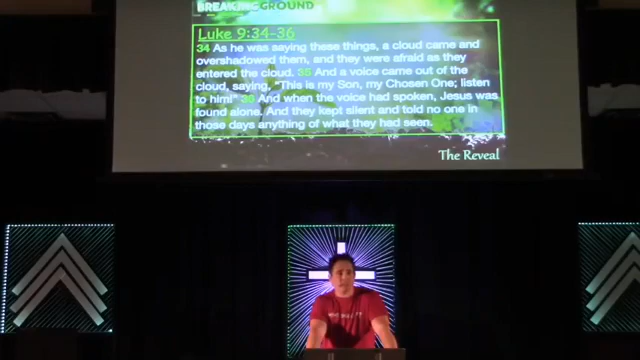 BREAKING GROUND
Luke 9:34-36
34 As he was saying these things, a cloud came and
overshadowed them, and they were afraid as they
entered the cloud. 35 And a voice came out of the
cloud, saying, "This is my Son, my Chosen One; listen
to him!" 36 And when the voice had spoken, Jesus was
found alone. And they kept silent and told no one in
those days anything of what they had seen.
The Reveal